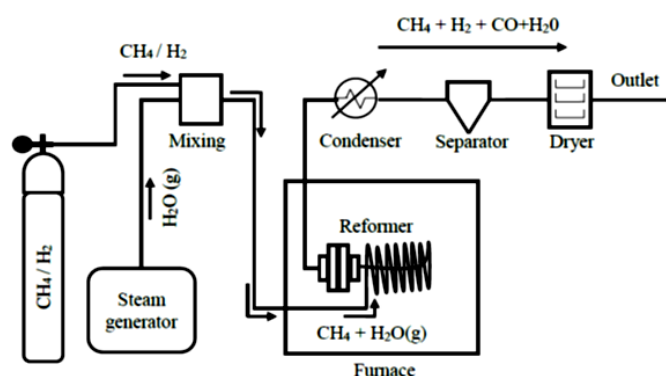 CH₄ + H₂ + CO+H₂0
CH₄ / H₂
Mixing
Condenser
Separator
Dryer
Outlet
H₂O (g)
CH₄ / H₂
Steam
generator
Reformer
CH₄ + H₂O(g)
Furnace